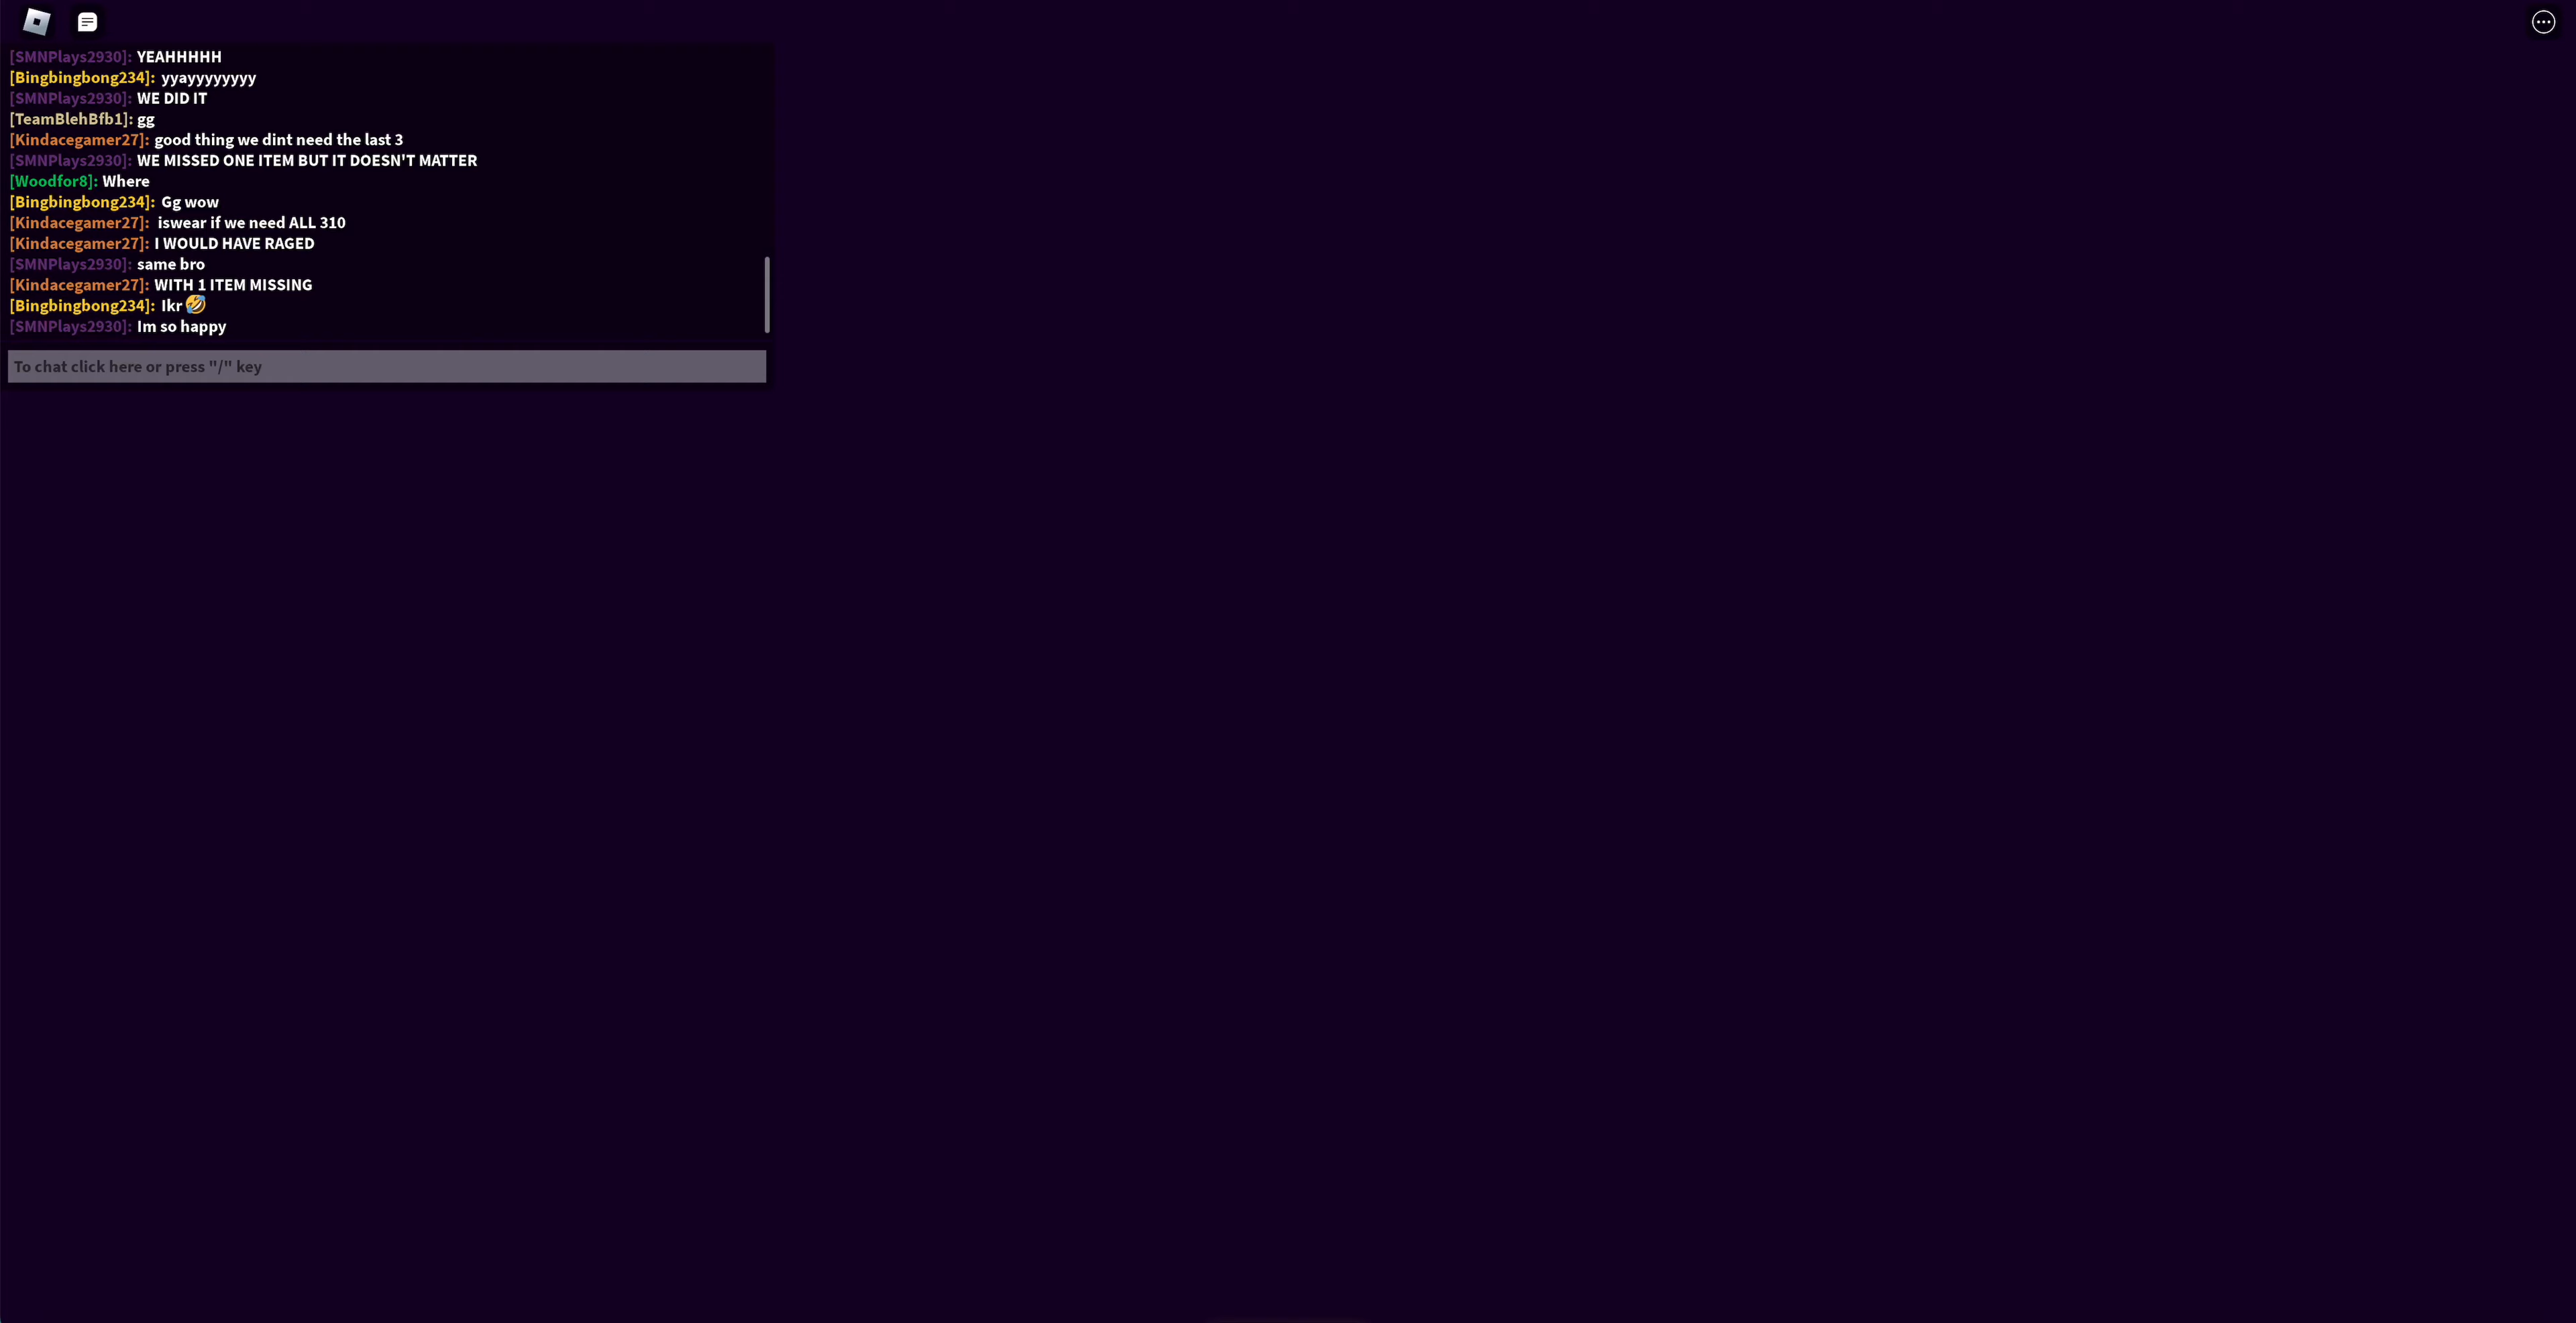 [SMNPlays2930]: YEAHHHHH
[Bingbingbong234]: yyayyyyyyyy
[SMNPlays2930]: WE DID IT
[TeamBlehBfb1]: gg
[Kindacegamer27]: good thing we dint need the last 3
[SMNPlays2930]: WE MISSED ONE ITEM BUT IT DOESN'T MATTER
[Woodfor8]: Where
[Bingbingbong234]: Gg wow
[Kindacegamer27]: iswear if we need ALL 310
[Kindacegamer27]: I WOULD HAVE RAGED
[SMNPlays2930]: same bro
[Kindacegamer27]: WITH 1 ITEM MISSING
[Bingbingbong234]: Ikr 🤣
[SMNPlays2930]: Im so happy
To chat click here or press "/" key